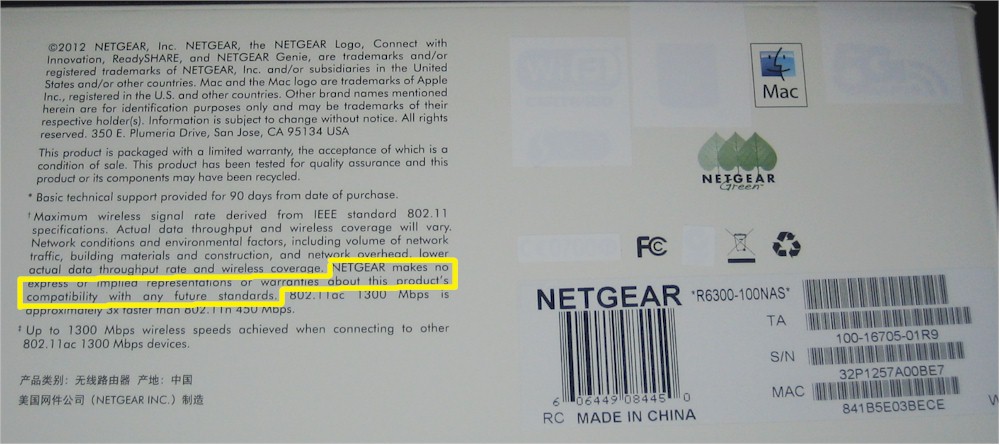 ©2012 NETGEAR, Inc. NETGEAR, the NETGEAR Logo, Connect with
Innovation, ReadySHARE, and NETGEAR Genie, are trademarks and/or
registered trademarks of NETGEAR, Inc. and/or subsidiaries in the United
States and/or other countries. Mac and the Mac logo are trademarks of Apple
Inc., registered in the U.S. and other countries. Other brand names mentioned
herein are for identification purposes only and may be trademarks of their
respective holder(s). Information is subject to change without notice. All rights
reserved. 350 E. Plumeria Drive, San Jose, CA 95134 USA
This product is packaged with a limited warranty, the acceptance of which is a
condition of sale. This product has been tested for quality assurance and this
product or its components may have been recycled.
* Basic technical support provided for 90 days from date of purchase.
† Maximum wireless signal rate derived from IEEE standard 802.11
specifications. Actual data throughput and wireless coverage will vary.
Network conditions and environmental factors, including volume of network
traffic, building materials and construction, and network overhead, lower
actual data throughput rate and wireless coverage. NETGEAR makes no
express or implied representations or warranties about this product's
compatibility with any future standards. 802.11ac 1300 Mbps is
approximately 3x faster than 802.11n 450 Mbps.
‡ Up to 1300 Mbps wireless speeds achieved when connecting to other
802.11ac 1300 Mbps devices.
产品类别：无线路由器 产地：中国
美国网件公司（NETGEAR INC.）制造
Mac
NETGEAR
Green™
FC
NETGEAR *R6300-100NAS*
TA
100-16705-01R9
S/N
32P1257A00BE7
MAC
841B5E03BECE
6 06449 08445 0
RC MADE IN CHINA
W